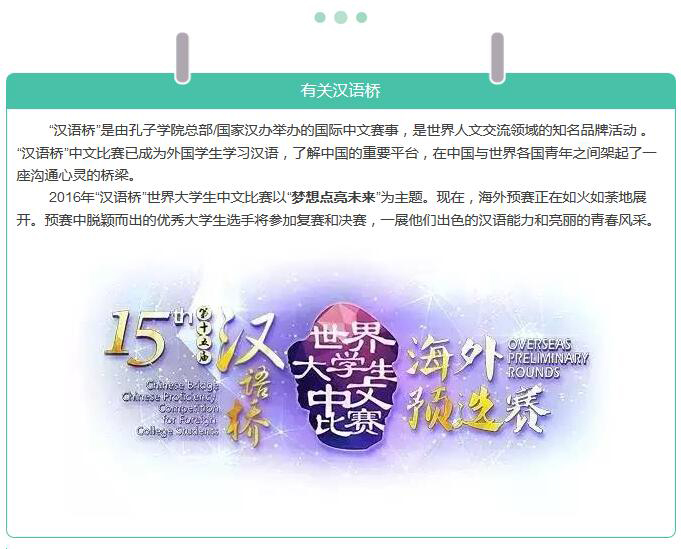 有关汉语桥
“汉语桥”是由孔子学院总部/国家汉办举办的国际中文赛事，是世界人文交流领域的知名品牌活动 。
“汉语桥”中文比赛已成为外国学生学习汉语，了解中国的重要平台，在中国与世界各国青年之间架起了一
座沟通心灵的桥梁。
2016年“汉语桥”世界大学生中文比赛以“梦想点亮未来”为主题。现在，海外预赛正在如火如荼地展
开。预赛中脱颖而出的优秀大学生选手将参加复赛和决赛，一展他们出色的汉语能力和亮丽的青春风采。
15th
第十五届
汉语桥
Chinese Bridge
Chinese Proficiency
Competition
for Foreign
College Students
世界
大学生
中文
比赛
海外
预选赛
OVERSEAS
PRELIMINARY
ROUNDS